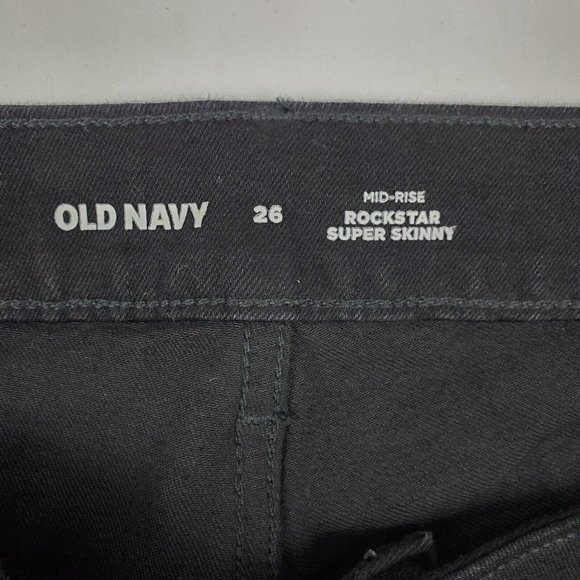 OLD NAVY
26
MID-RISE
ROCKSTAR
SUPER SKINNY